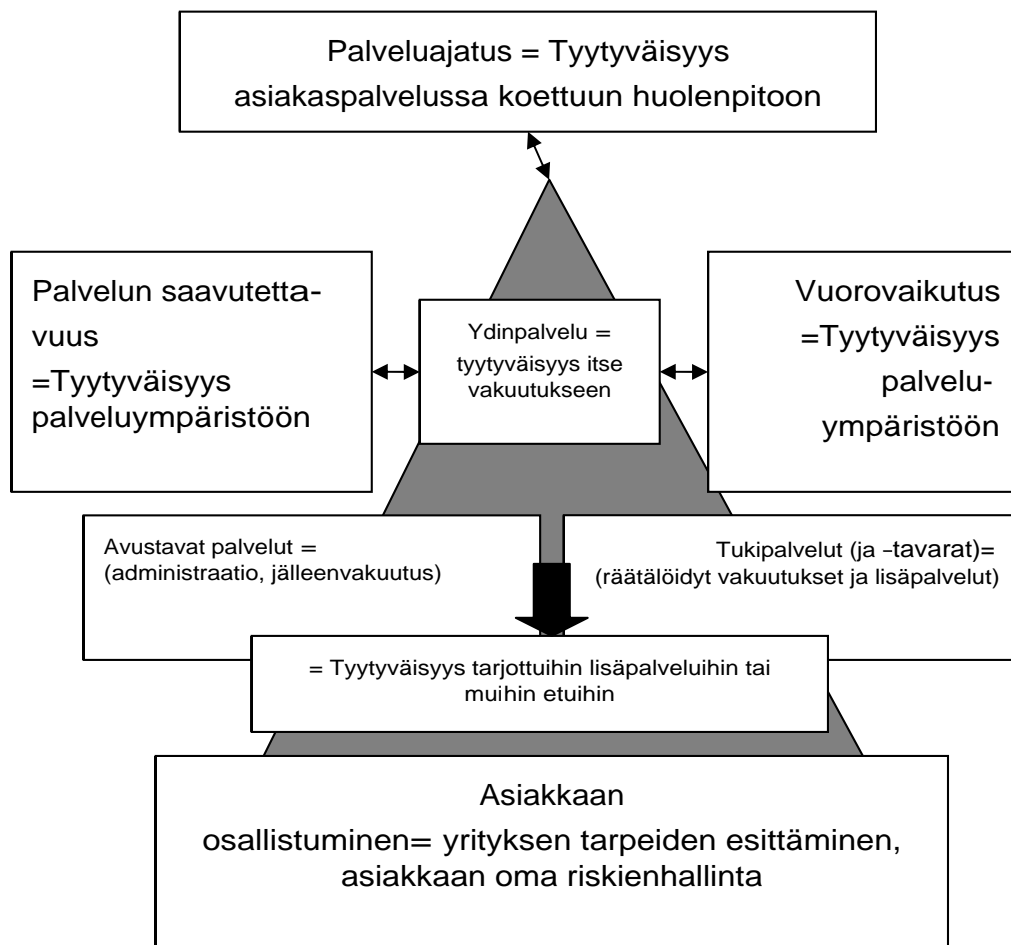 Palveluajatus = Tyytyväisyys
asiakaspalvelussa koettuun huolenpitoon
Palvelun saavutetta-
vuus
=Tyytyväisyys
palveluympäristöön
Ydinpalvelu =
tyytyväisyys itse
vakuutukseen
Vuorovaikutus
=Tyytyväisyys
palvelu-
ympäristöön
Avustavat palvelut =
(administraatio, jälleenvakuutus)
Tukipalvelut (ja –tavarat)=
(räätälöidyt vakuutukset ja lisäpalvelut)
= Tyytyväisyys tarjottuihin lisäpalveluihin tai
muihin etuihin
Asiakkaan
osallistuminen= yrityksen tarpeiden esittäminen,
asiakkaan oma riskienhallinta